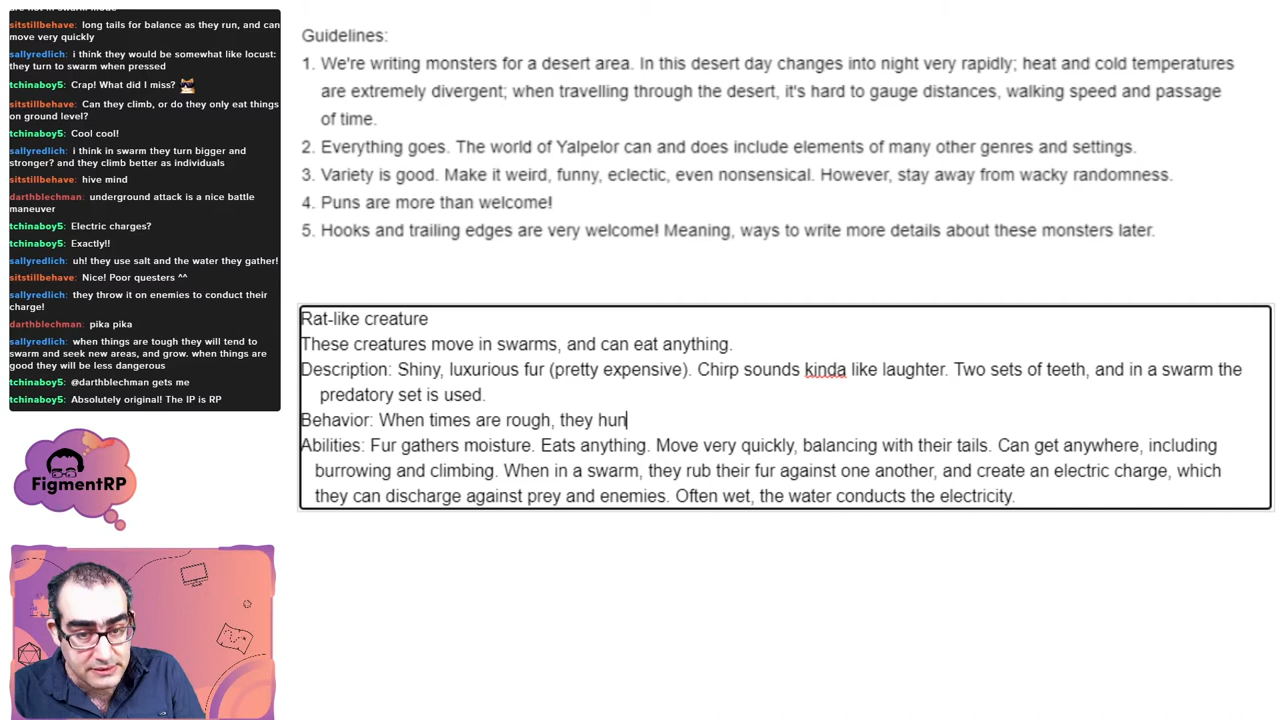 sitstillbehave: long tails for balance as they run, and can
move very quickly
sallyredlich: i think they would be somewhat like locust:
they turn to swarm when pressed
tchinaboy5: Crap! What did I miss?
sitstillbehave: Can they climb, or do they only eat things
on ground level?
tchinaboy5: Cool cool!
sallyredlich: i think in swarm they turn bigger and
stronger? and they climb better as individuals
sitstillbehave: hive mind
darthblechman: underground attack is a nice battle
maneuver
tchinaboy5: Electric charges?
tchinaboy5: Exactly!!
sallyredlich: uh! they use salt and the water they gather!
sitstillbehave: Nice! Poor questers ^^
sallyredlich: they throw it on enemies to conduct their
charge!
darthblechman: pika pika
sallyredlich: when things are tough they will tend to
swarm and seek new areas, and grow. when things are
good they will be less dangerous
tchinaboy5: @darthblechman gets me
tchinaboy5: Absolutely original! The IP is RP
FigmentRP
Guidelines:
1. We're writing monsters for a desert area. In this desert day changes into night very rapidly; heat and cold temperatures
are extremely divergent; when travelling through the desert, it's hard to gauge distances, walking speed and passage
of time.
2. Everything goes. The world of Yalpelor can and does include elements of many other genres and settings.
3. Variety is good. Make it weird, funny, eclectic, even nonsensical. However, stay away from wacky randomness.
4. Puns are more than welcome!
5. Hooks and trailing edges are very welcome! Meaning, ways to write more details about these monsters later.
Rat-like creature
These creatures move in swarms, and can eat anything.
Description: Shiny, luxurious fur (pretty expensive). Chirp sounds kinda like laughter. Two sets of teeth, and in a swarm the
predatory set is used.
Behavior: When times are rough, they hun
Abilities: Fur gathers moisture. Eats anything. Move very quickly, balancing with their tails. Can get anywhere, including
burrowing and climbing. When in a swarm, they rub their fur against one another, and create an electric charge, which
they can discharge against prey and enemies. Often wet, the water conducts the electricity.